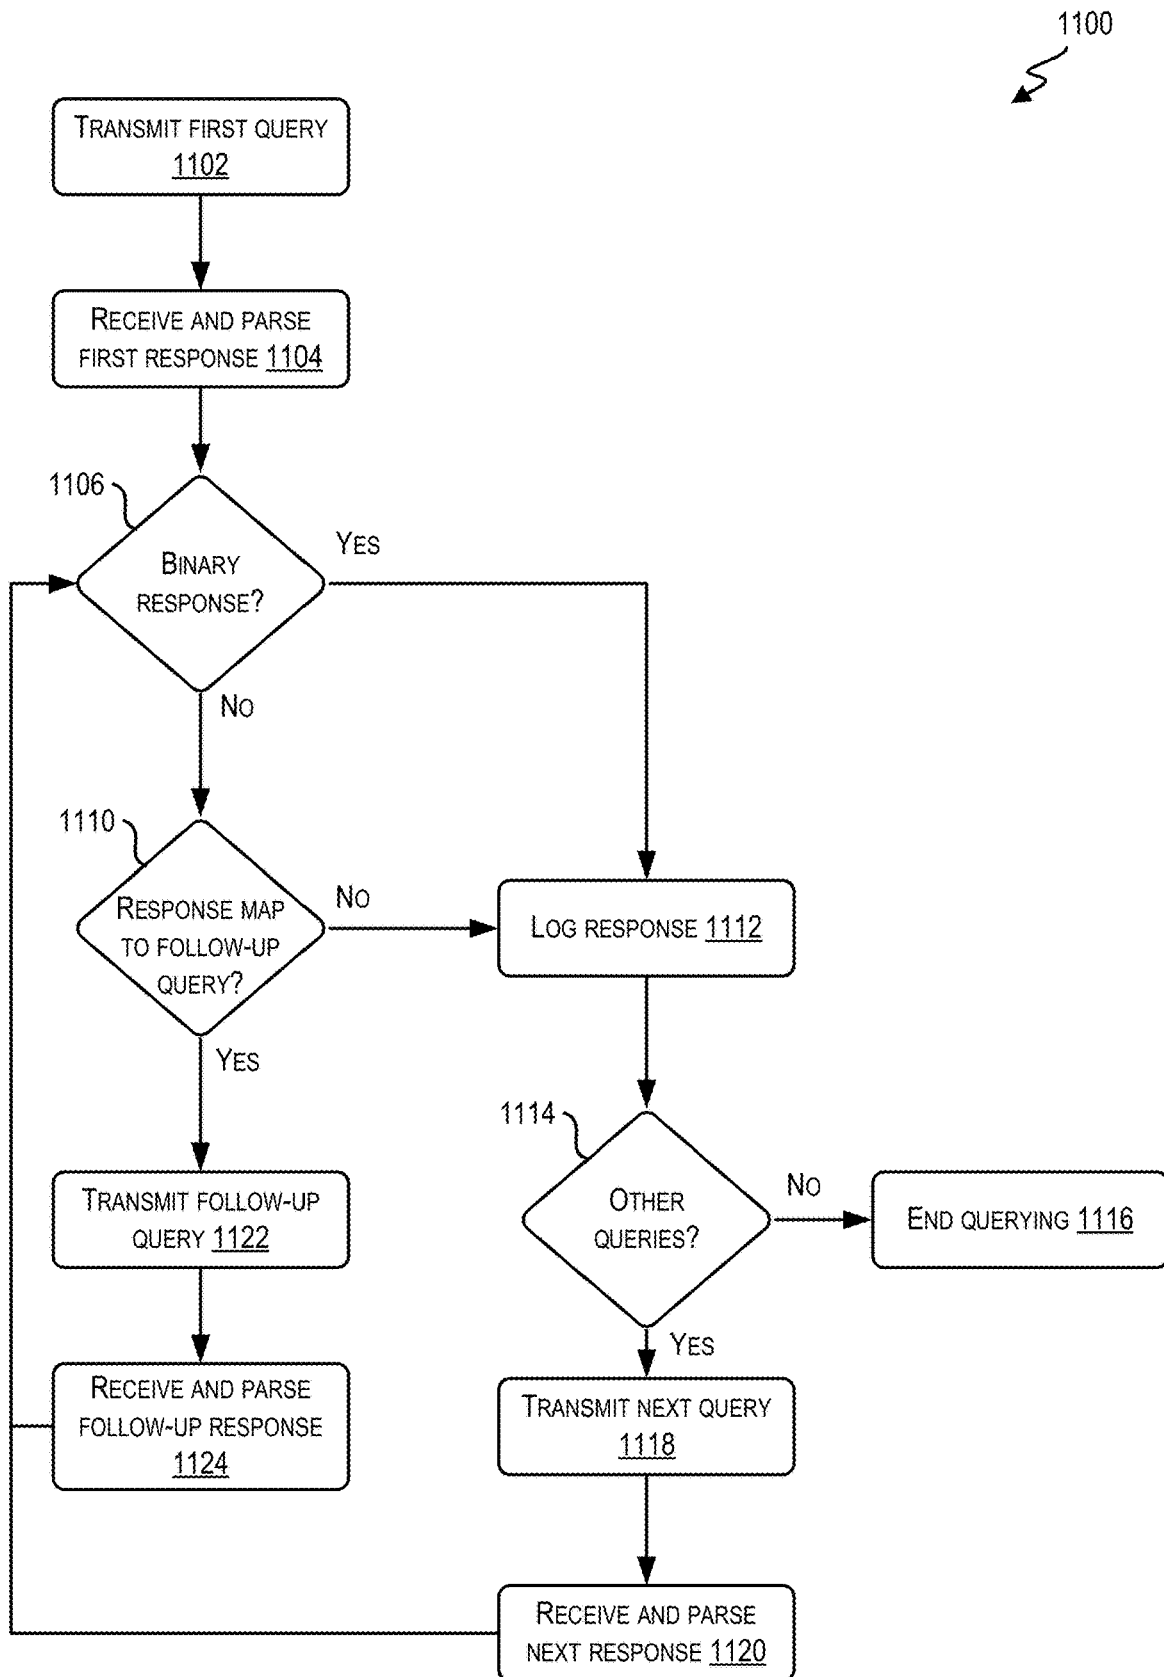 1100
TRANSMIT FIRST QUERY
1102
RECEIVE AND PARSE
FIRST RESPONSE 1104
1106
BINARY
RESPONSE?
YES
NO
1110
RESPONSE MAP
TO FOLLOW-UP
QUERY?
NO
LOG RESPONSE 1112
YES
1114
OTHER
QUERIES?
NO
END QUERYING 1116
TRANSMIT FOLLOW-UP
QUERY 1122
YES
RECEIVE AND PARSE
FOLLOW-UP RESPONSE
1124
TRANSMIT NEXT QUERY
1118
RECEIVE AND PARSE
NEXT RESPONSE 1120